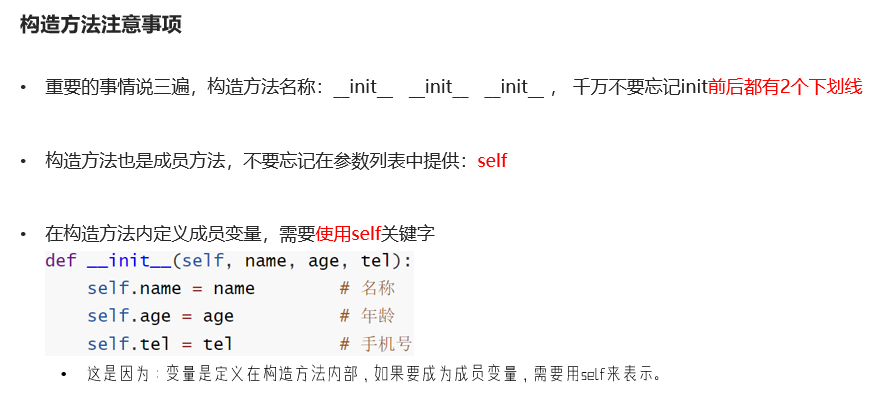 构造方法注意事项
• 重要的事情说三遍，构造方法名称：__init__ __init__ __init__ ， 千万不要忘记init前后都有2个下划线
• 构造方法也是成员方法，不要忘记在参数列表中提供：self
• 在构造方法内定义成员变量，需要使用self关键字
def __init__(self, name, age, tel):
    self.name = name        # 名称
    self.age = age          # 年龄
    self.tel = tel          # 手机号
• 这是因为：变量是定义在构造方法内部，如果要成为成员变量，需要用self来表示。